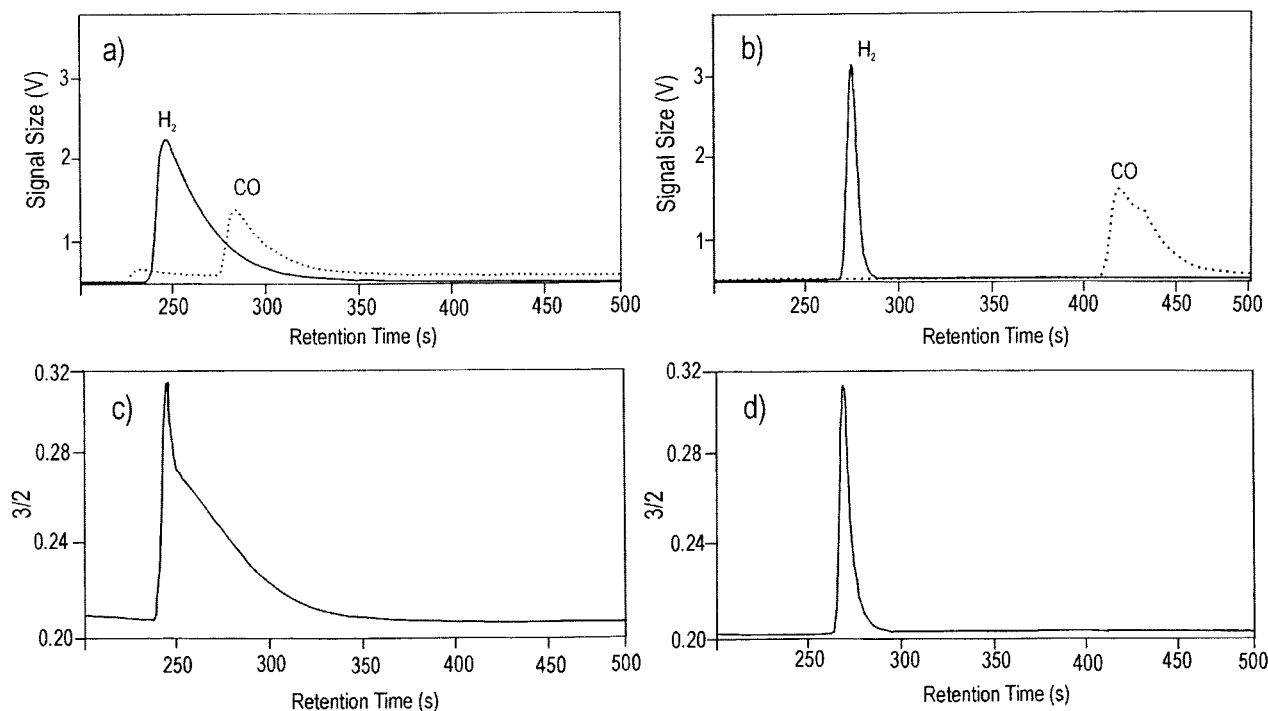 a)
Signal Size (V)
3
2
1
H₂
CO
250 300 350 400 450 500
Retention Time (s)
b)
Signal Size (V)
3
2
1
H₂
CO
250 300 350 400 450 500
Retention Time (s)
c)
3/2
0.32
0.28
0.24
0.20
250 300 350 400 450 500
Retention Time (s)
d)
3/2
0.32
0.28
0.24
0.20
250 300 350 400 450 500
Retention Time (s)